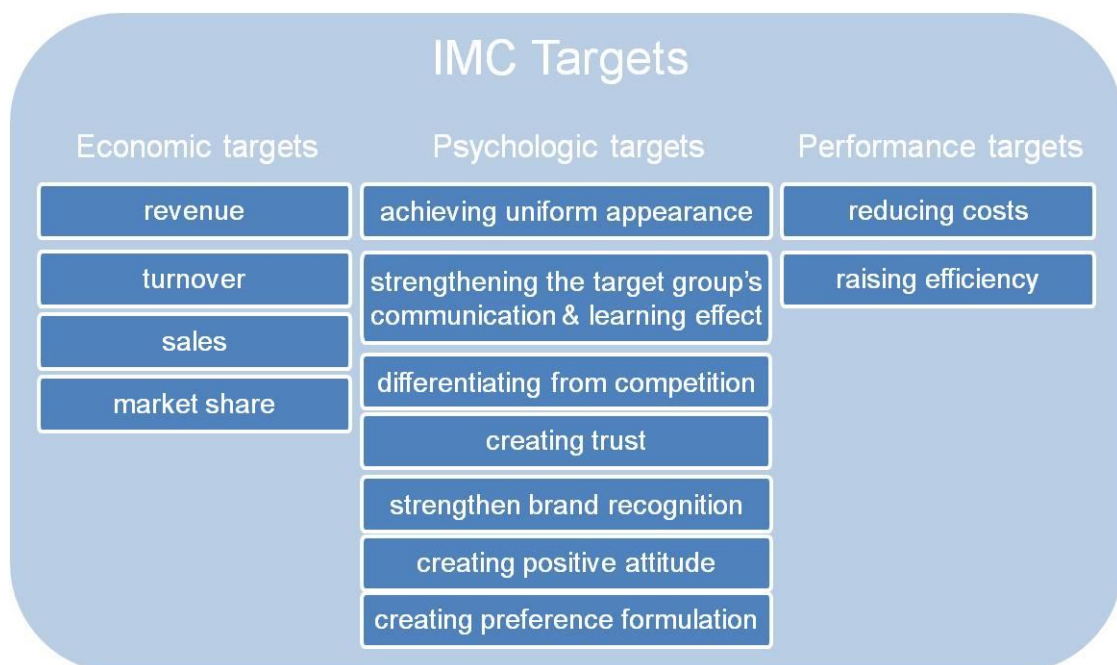 IMC Targets
Economic targets
revenue
turnover
sales
market share
Psychologic targets
achieving uniform appearance
strengthening the target group's
communication & learning effect
differentiating from competition
creating trust
strengthen brand recognition
creating positive attitude
creating preference formulation
Performance targets
reducing costs
raising efficiency